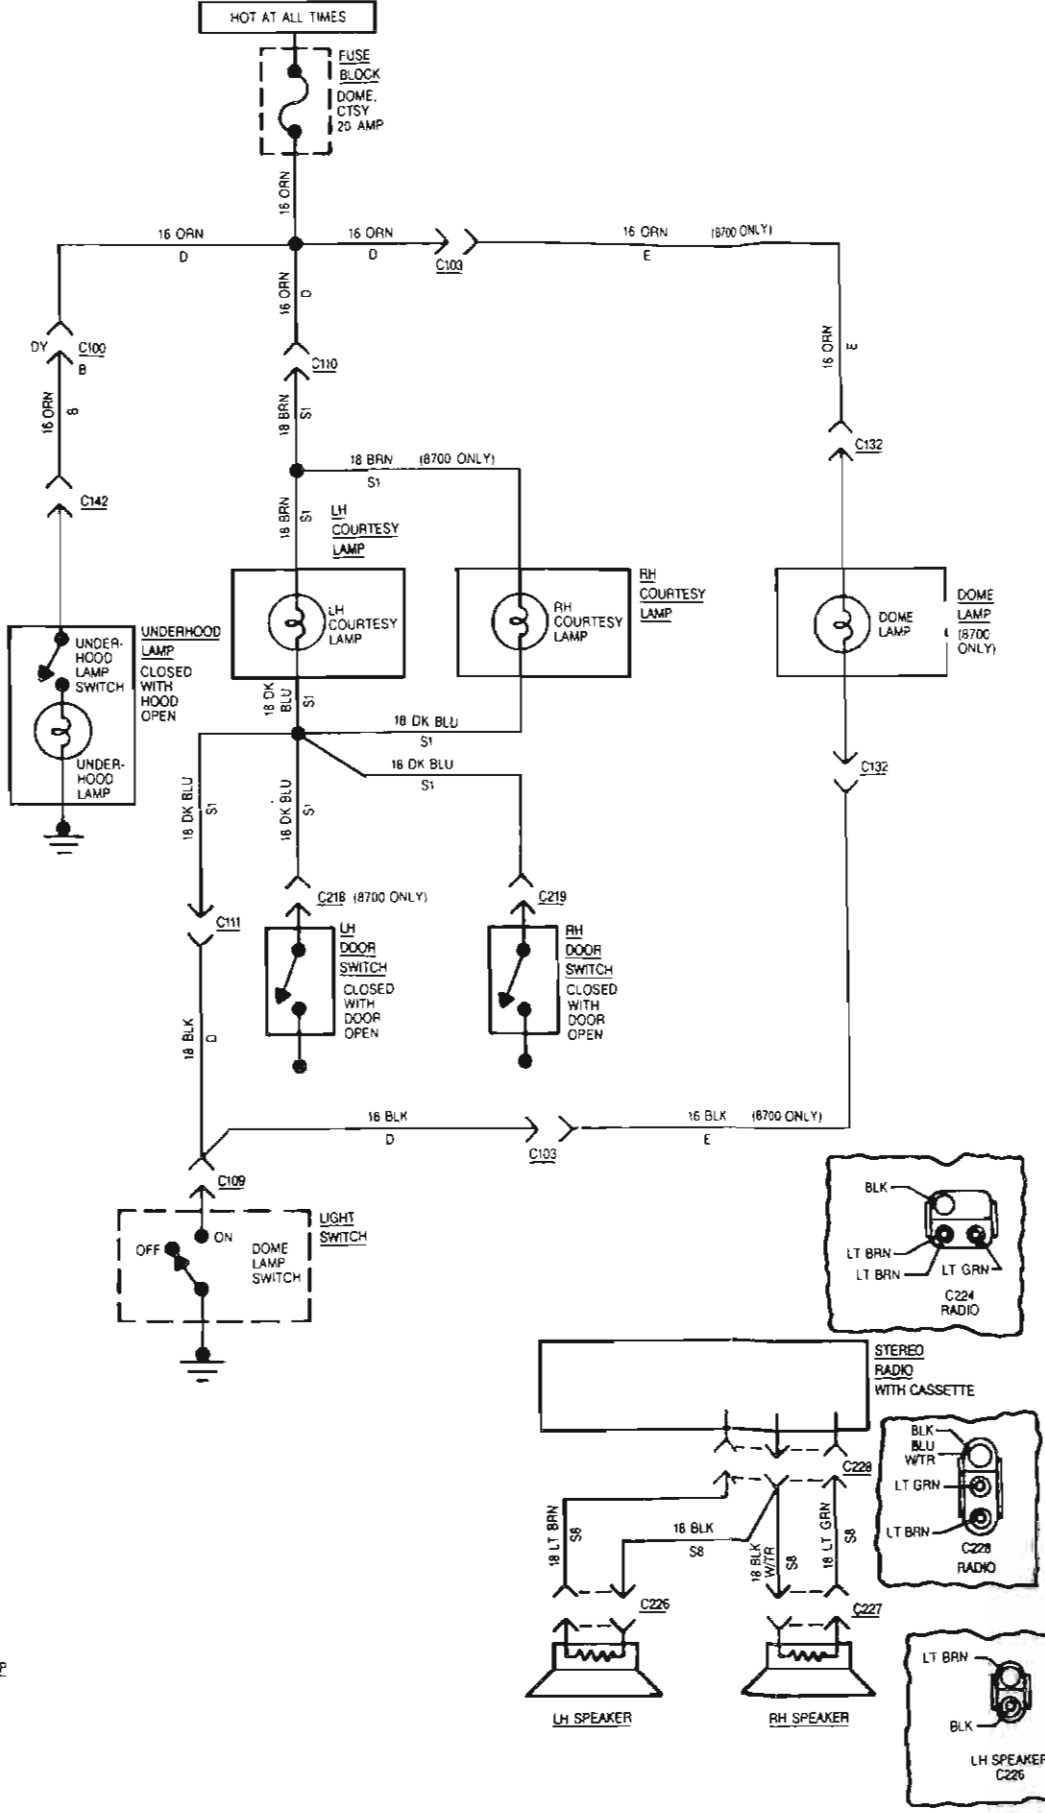 HOT AT ALL TIMES
FUSE
BLOCK
DOME,
CTSY
20 AMP
16 ORN
16 ORN
D
16 ORN
D
C103
16 ORN
(8700 ONLY)
E
16 ORN
D
C110
DY
C100
B
16 ORN
B
C142
16 ORN
E
C132
18 BRN
S1
18 BRN
(8700 ONLY)
S1
18 BRN
S1
LH
COURTESY
LAMP
LH
COURTESY
LAMP
RH
COURTESY
LAMP
RH
COURTESY
LAMP
DOME
LAMP
DOME
LAMP
(8700
ONLY)
UNDER-
HOOD
LAMP
SWITCH
UNDERHOOD
LAMP
CLOSED
WITH
HOOD
OPEN
UNDER-
HOOD
LAMP
18 DK
BLU
S1
18 DK BLU
S1
18 DK BLU
S1
18 DK BLU
S1
18 DK BLU
S1
C132
C218 (8700 ONLY)
C219
C111
LH
DOOR
SWITCH
CLOSED
WITH
DOOR
OPEN
RH
DOOR
SWITCH
CLOSED
WITH
DOOR
OPEN
18 BLK
D
16 BLK
D
C103
16 BLK
(8700 ONLY)
E
C109
LIGHT
SWITCH
OFF
ON
DOME
LAMP
SWITCH
BLK
LT BRN
LT BRN
LT GRN
C224
RADIO
STEREO
RADIO
WITH CASSETTE
C228
BLK
BLU
W/TR
LT GRN
LT BRN
C228
RADIO
18 LT BRN
S8
18 BLK
S8
18 BLK
W/TR
S8
18 LT GRN
S8
C226
C227
LH SPEAKER
RH SPEAKER
LT BRN
BLK
LH SPEAKER
C226
P